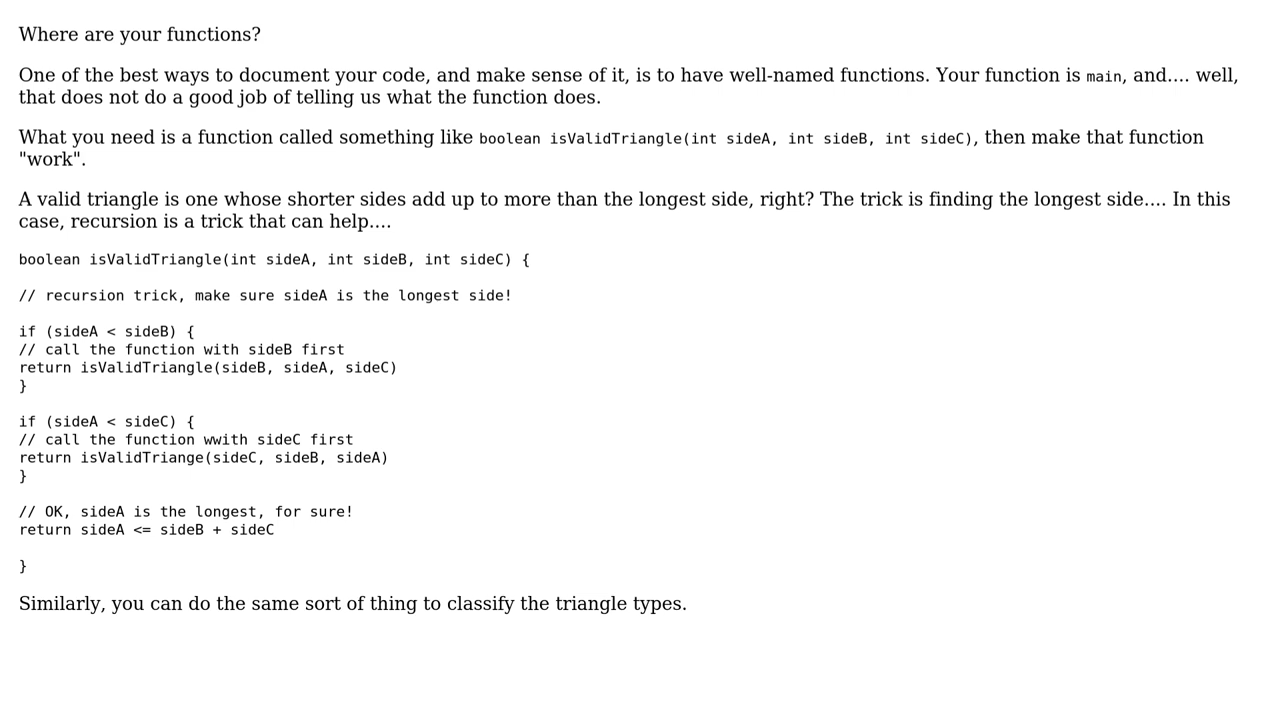 Where are your functions?
One of the best ways to document your code, and make sense of it, is to have well-named functions. Your function is main, and.... well,
that does not do a good job of telling us what the function does.
What you need is a function called something like boolean isValidTriangle(int sideA, int sideB, int sideC), then make that function
"work".
A valid triangle is one whose shorter sides add up to more than the longest side, right? The trick is finding the longest side.... In this
case, recursion is a trick that can help....
boolean isValidTriangle(int sideA, int sideB, int sideC) {
// recursion trick, make sure sideA is the longest side!
if (sideA < sideB) {
// call the function with sideB first
return isValidTriangle(sideB, sideA, sideC)
}
if (sideA < sideC) {
// call the function wwith sideC first
return isValidTriange(sideC, sideB, sideA)
}
// OK, sideA is the longest, for sure!
return sideA <= sideB + sideC
}
Similarly, you can do the same sort of thing to classify the triangle types.